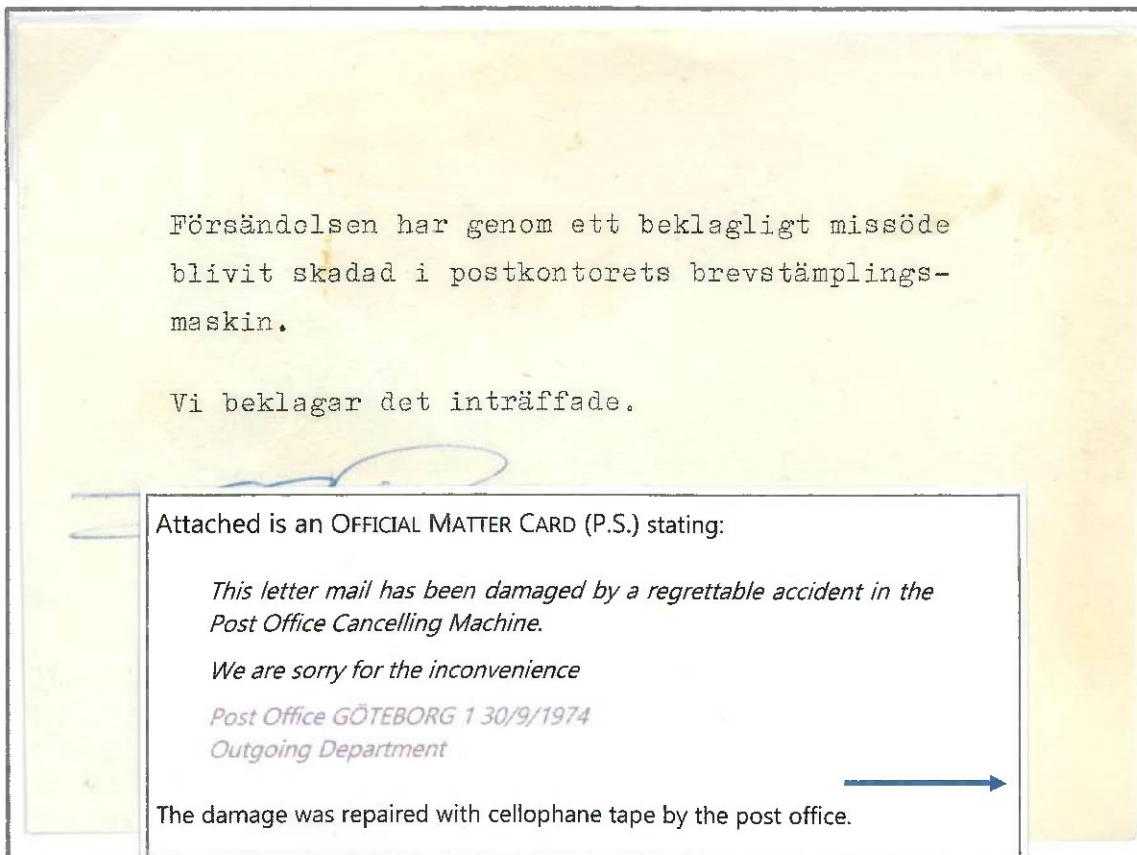 Försändelsen har genom ett beklagligt missöde
blivit skadad i postkontorets brevstämplings-
maskin.
Vi beklagar det inträffade.
Attached is an OFFICIAL MATTER CARD (P.S.) stating:
This letter mail has been damaged by a regrettable accident in the
Post Office Cancelling Machine.
We are sorry for the inconvenience
Post Office GÖTEBORG 1 30/9/1974
Outgoing Department
The damage was repaired with cellophane tape by the post office.